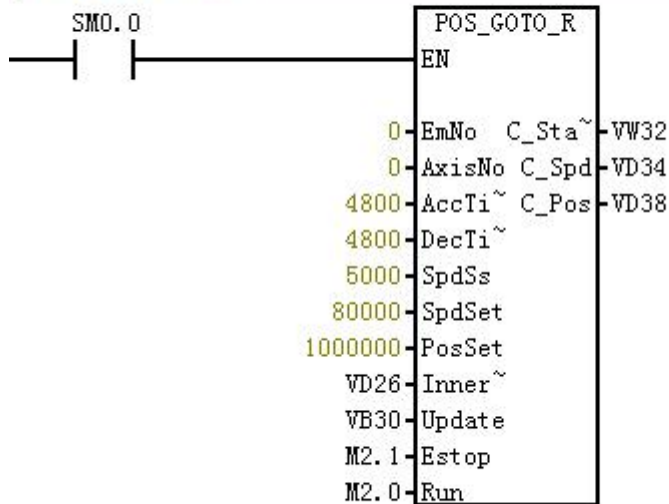 SM0.0 POS_GOTO_R
EN
0 EmNo C_Sta~ VW32
0 AxisNo C_Spd VD34
4800 AccTi~ C_Pos VD38
4800 DecTi~
5000 SpdSs
80000 SpdSet
1000000 PosSet
VD26 Inner~
VB30 Update
M2.1 Estop
M2.0 Run